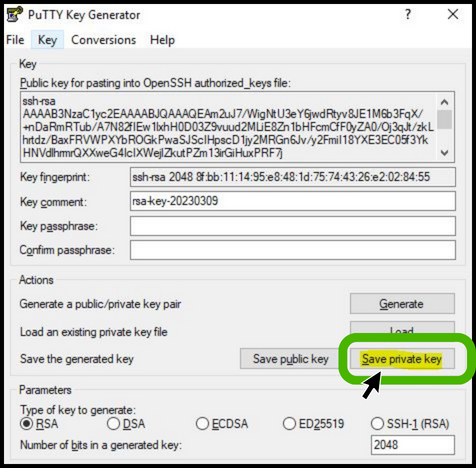 PuTTY Key Generator
File Key Conversions Help
Key
Public key for pasting into OpenSSH authorized_keys file:
ssh-rsa
AAAAB3NzaC1yc2EAAAABJQAAAQEAm2uJ7/WigNtU3eY6jwdRtyv8JE1M6b3FqX/
+nDaRmRTub/A7N82fIEw1lxhH0D03Z9vuud2MLiE8Zn1bHFcmCfF0yZA0/Oj3qJt/zkL
hrtdz/BaxFRVWPXYbROGkPwaSJSclHpscD1jy2MRGn6Jv/y2Fmil18YXE3EC05f3Yk
HNVdlhmrQXXweG4lclXWejlZkutPZm13irGiHuxPRF7j
Key fingerprint: ssh-rsa 2048 8f:bb:11:14:95:e8:48:1d:75:74:43:26:e2:02:84:55
Key comment: rsa-key-20230309
Key passphrase:
Confirm passphrase:
Actions
Generate a public/private key pair Generate
Load an existing private key file Load
Save the generated key Save public key Save private key
Parameters
Type of key to generate:
RSA DSA ECDSA ED25519 SSH-1 (RSA)
Number of bits in a generated key: 2048